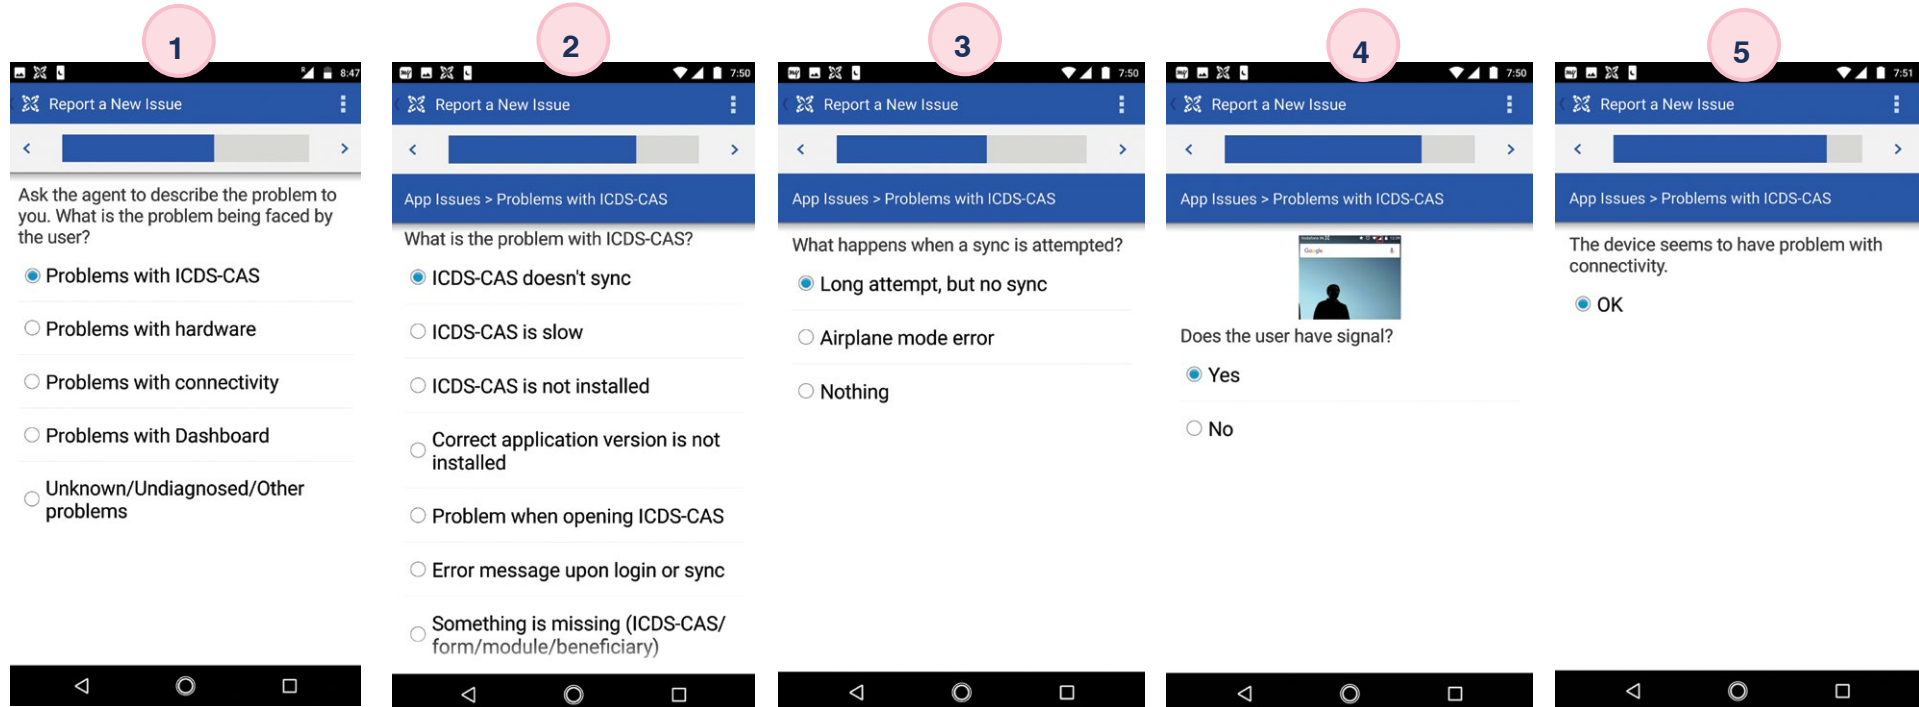 1
8:47
Report a New Issue
Ask the agent to describe the problem to
you. What is the problem being faced by
the user?
Problems with ICDS-CAS
Problems with hardware
Problems with connectivity
Problems with Dashboard
Unknown/Undiagnosed/Other
problems
2
7:50
Report a New Issue
App Issues > Problems with ICDS-CAS
What is the problem with ICDS-CAS?
ICDS-CAS doesn't sync
ICDS-CAS is slow
ICDS-CAS is not installed
Correct application version is not
installed
Problem when opening ICDS-CAS
Error message upon login or sync
Something is missing (ICDS-CAS/
form/module/beneficiary)
3
7:50
Report a New Issue
App Issues > Problems with ICDS-CAS
What happens when a sync is attempted?
Long attempt, but no sync
Airplane mode error
Nothing
4
7:50
Report a New Issue
App Issues > Problems with ICDS-CAS
Google
Does the user have signal?
Yes
No
5
7:51
Report a New Issue
App Issues > Problems with ICDS-CAS
The device seems to have problem with
connectivity.
OK